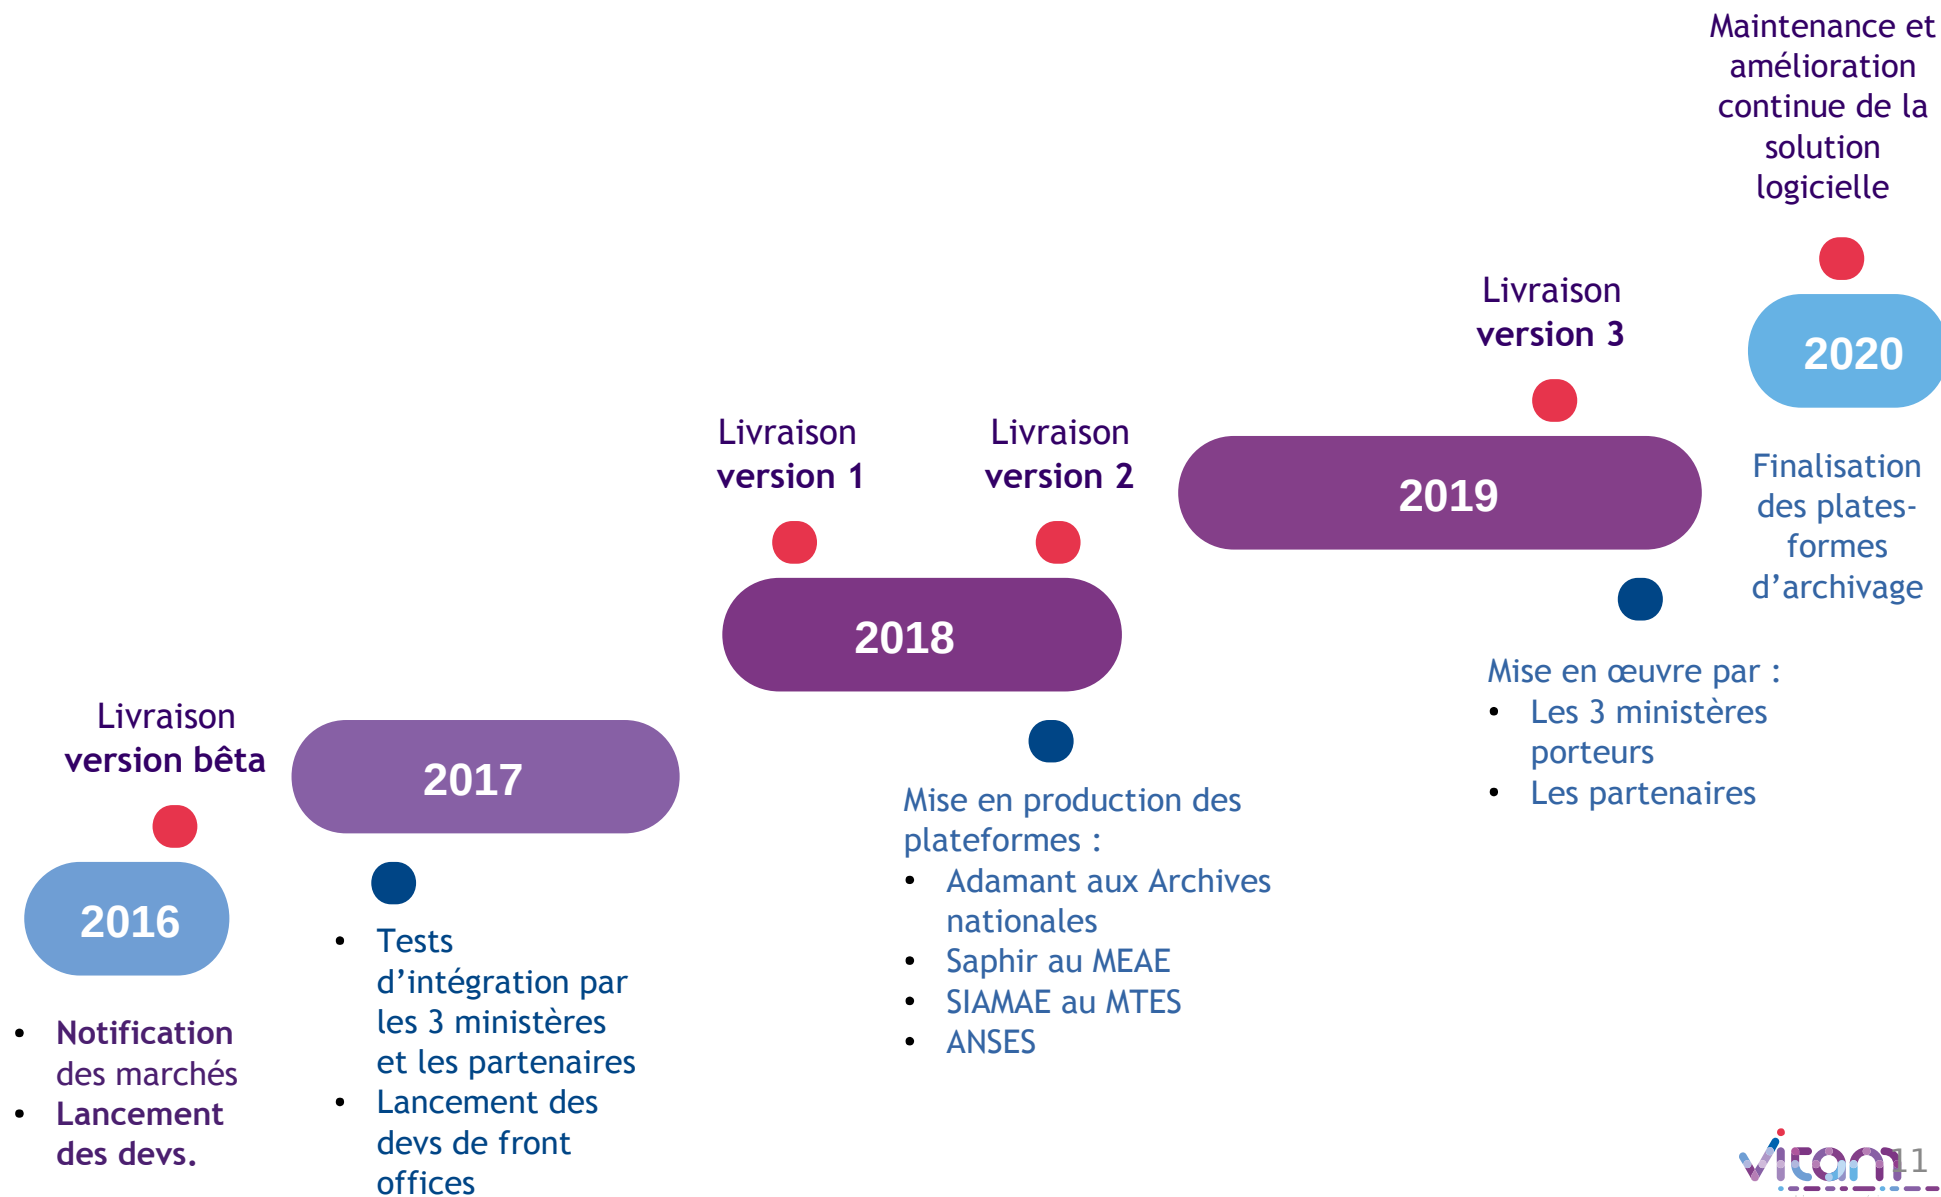 Livraison
version bêta
2016
• Notification
des marchés
• Lancement
des devs.
2017
• Tests
d’intégration par
les 3 ministères
et les partenaires
• Lancement des
devs de front
offices
Livraison
version 1
Livraison
version 2
2018
Mise en production des
plateformes :
• Adamant aux Archives
nationales
• Saphir au MEAE
• SIAMAE au MTES
• ANSES
Livraison
version 3
2019
Mise en œuvre par :
• Les 3 ministères
porteurs
• Les partenaires
Maintenance et
amélioration
continue de la
solution
logicielle
2020
Finalisation
des plates-
formes
d’archivage
vitam
11